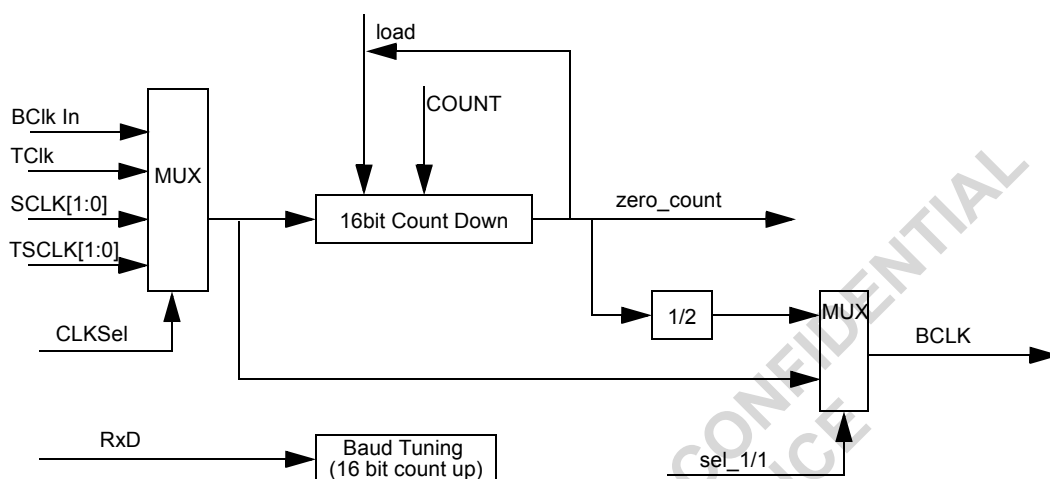 load
COUNT
BClk In
TClk
SCLK[1:0]
TSCLK[1:0]
MUX
16bit Count Down
zero_count
CLKSel
1/2
MUX
BCLK
RxD
Baud Tuning
(16 bit count up)
sel_1/1
CONFIDENTIAL